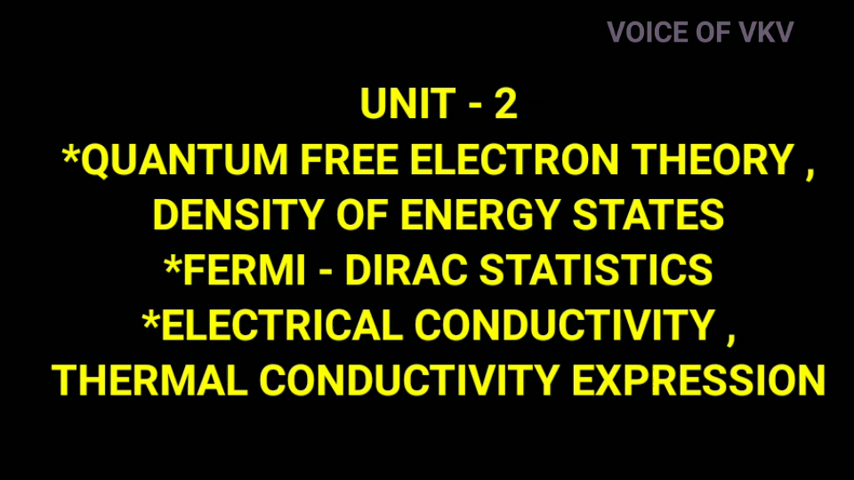 VOICE OF VKV
UNIT - 2
*QUANTUM FREE ELECTRON THEORY ,
DENSITY OF ENERGY STATES
*FERMI - DIRAC STATISTICS
*ELECTRICAL CONDUCTIVITY ,
THERMAL CONDUCTIVITY EXPRESSION